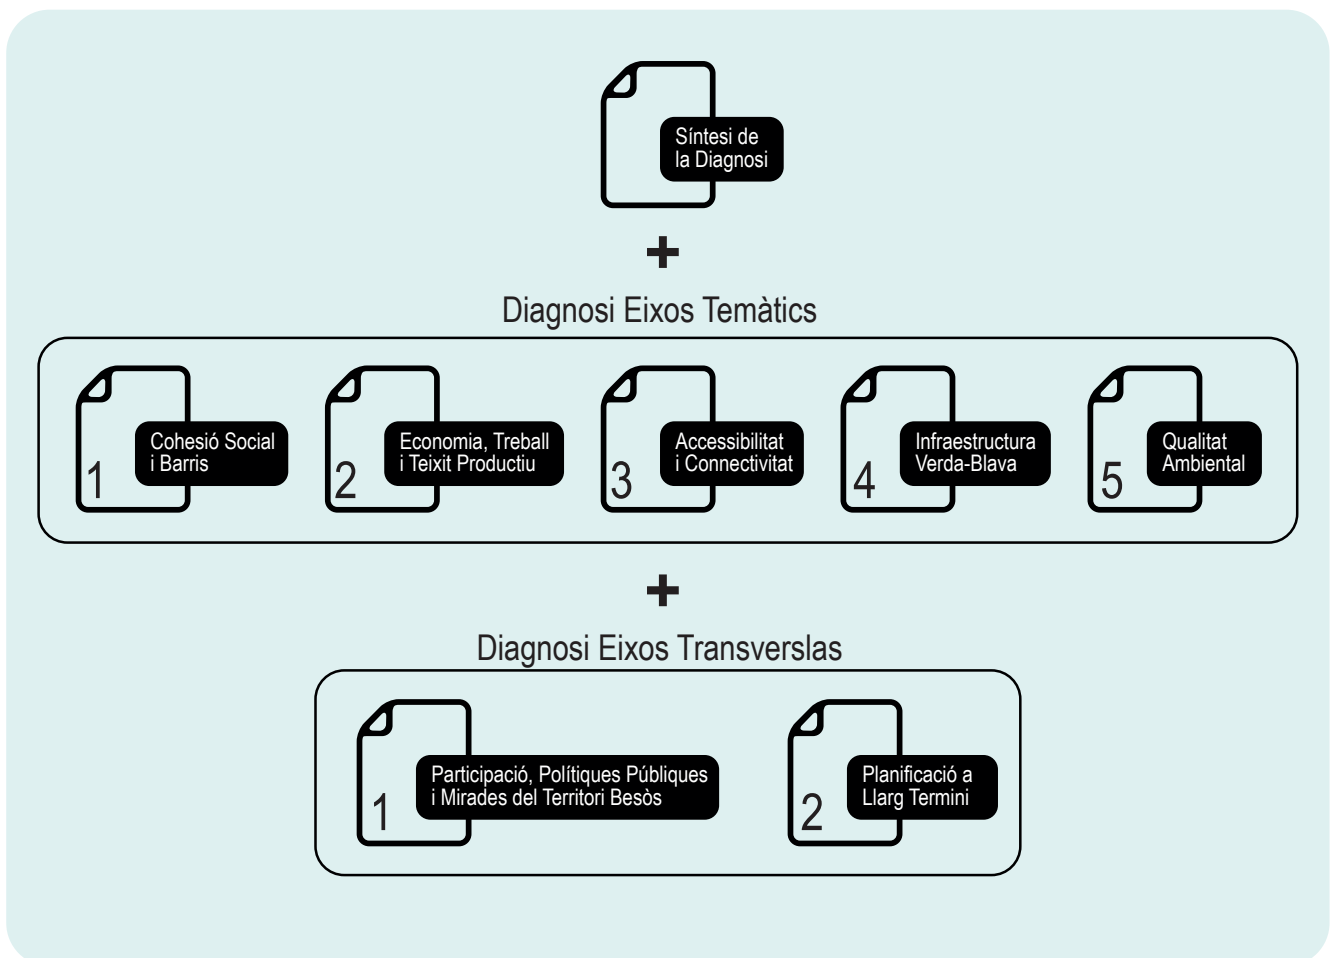 Síntesi de
la Diagnosi
+
Diagnosi Eixos Temàtics
1
Cohesió Social
i Barris
2
Economia, Treball
i Teixit Productiu
3
Accessibilitat
i Connectivitat
4
Infraestructura
Verda-Blava
5
Qualitat
Ambiental
+
Diagnosi Eixos Transverslas
1
Participació, Polítiques Públiques
i Mirades del Territori Besòs
2
Planificació a
Llarg Termini